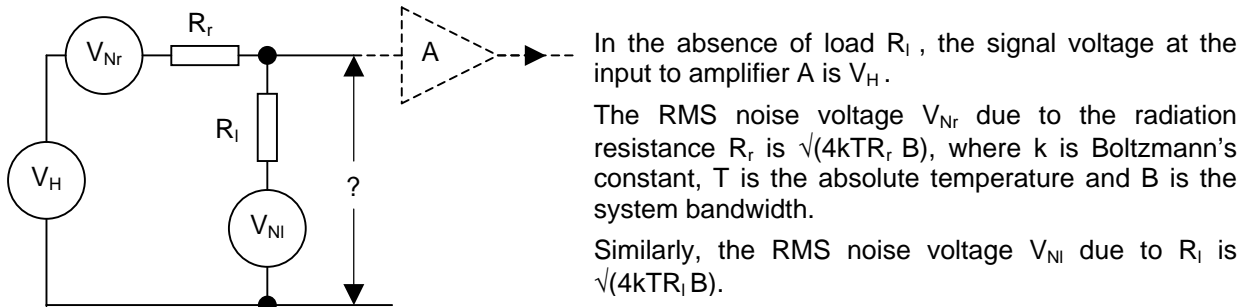 R_r
V_Nr
A
R_l
V_H
?
V_Nl
In the absence of load R_l , the signal voltage at the
input to amplifier A is V_H .
The RMS noise voltage V_Nr due to the radiation
resistance R_r is √(4kTR_r B), where k is Boltzmann's
constant, T is the absolute temperature and B is the
system bandwidth.
Similarly, the RMS noise voltage V_Nl due to R_l is
√(4kTR_l B).